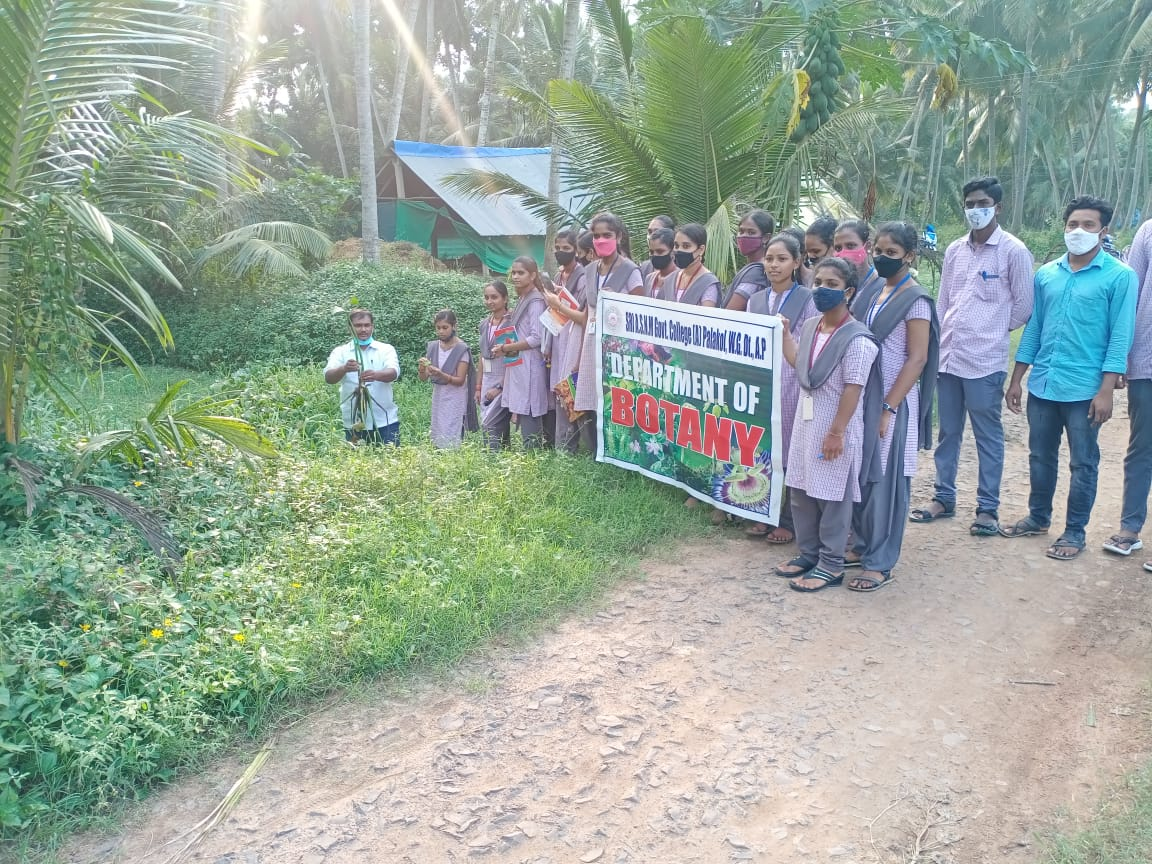 SRI A.S.N.M Govt. College (A) Palakol, W.G. Dt., A.P
DEPARTMENT OF
BOTANY